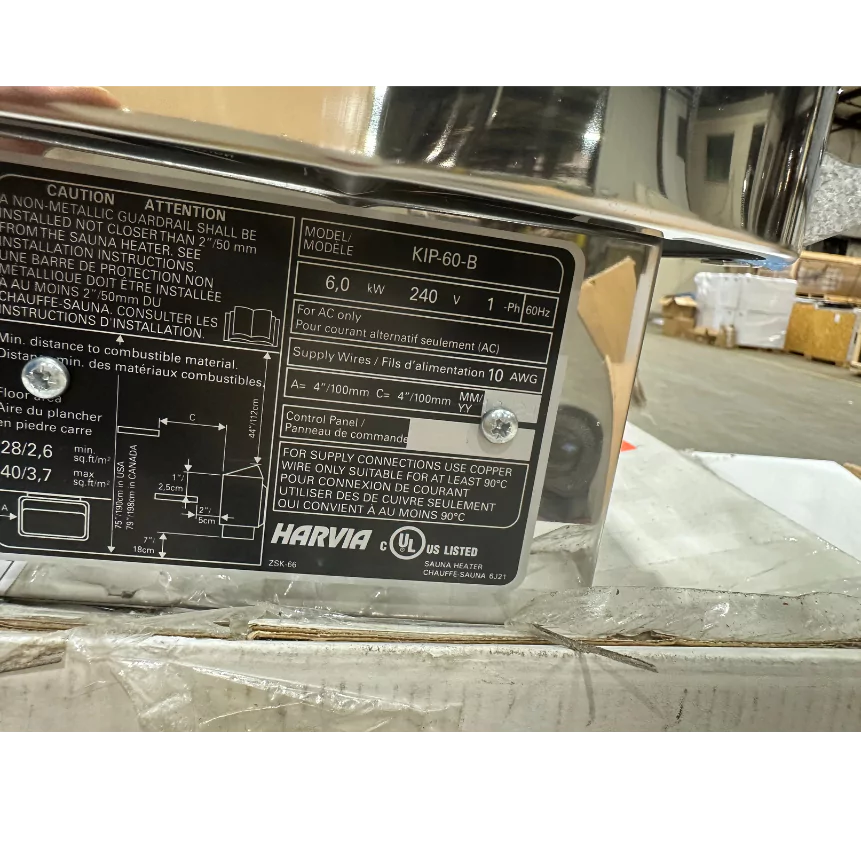 CAUTION ATTENTION
A NON-METALLIC GUARDRAIL SHALL BE
INSTALLED NOT CLOSER THAN 2"/50 mm
FROM THE SAUNA HEATER. SEE
INSTALLATION INSTRUCTIONS.
UNE BARRE DE PROTECTION NON
METALLIQUE DOIT ÊTRE INSTALLÉE
A AU MOINS 2"/50mm DU
CHAUFFE-SAUNA. CONSULTER LES
INSTRUCTIONS D'INSTALLATION.
Min. distance to combustible material.
min. des matériaux combustibles.
Floor
Aire du plancher
en piedre carre
28/2,6 min. sq.ft/m²
40/3,7 max sq.ft/m²
A
75"/190cm in USA
79"/198cm in CANADA
C
44"/112cm
1"/
2,5cm
2"/
5cm
7"/
18cm
MODEL/
MODÈLE KIP-60-B
6,0 kW 240 V 1 -Ph 60Hz
For AC only
Pour courant alternatif seulement (AC)
Supply Wires / Fils d'alimentation 10 AWG
A= 4"/100mm C= 4"/100mm MM/
YY
Control Panel /
Panneau de commande
FOR SUPPLY CONNECTIONS USE COPPER
WIRE ONLY SUITABLE FOR AT LEAST 90°C
POUR CONNEXION DE COURANT
UTILISER DES DE CUIVRE SEULEMENT
QUI CONVIENT À AU MOINS 90°C
HARVIA C UL US LISTED
ZSK-66
SAUNA HEATER
CHAUFFE-SAUNA 6J21